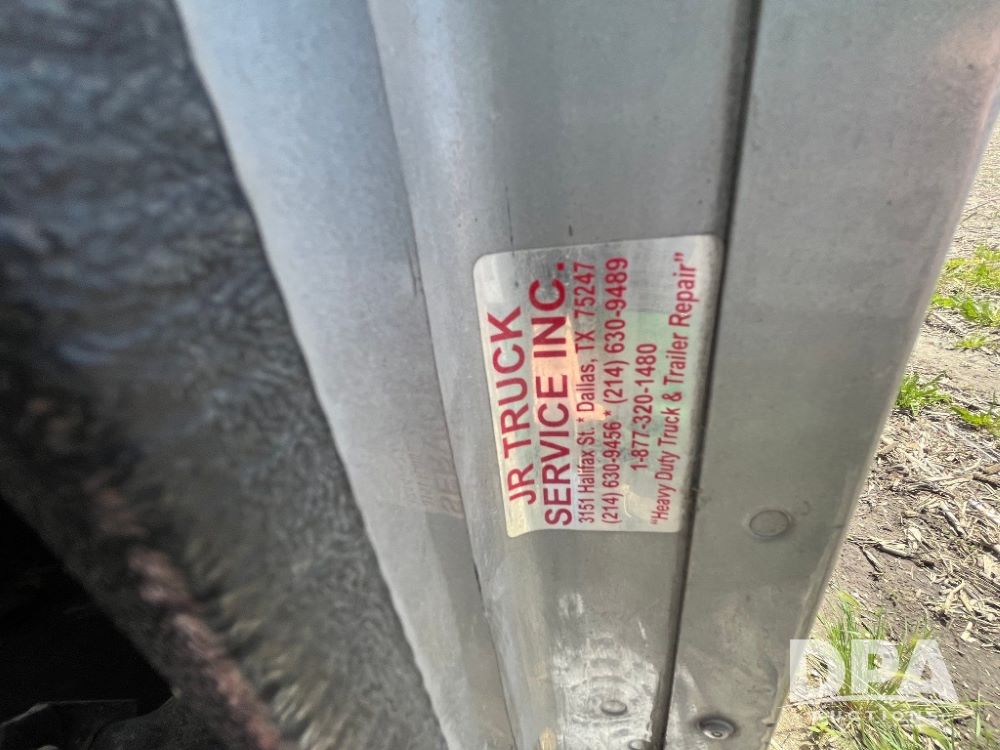 JR TRUCK
SERVICE INC.
3151 Halifax St. * Dallas, TX 75247
(214) 630-9456 * (214) 630-9489
1-877-320-1480
"Heavy Duty Truck & Trailer Repair"
DPA
AUCTIONS